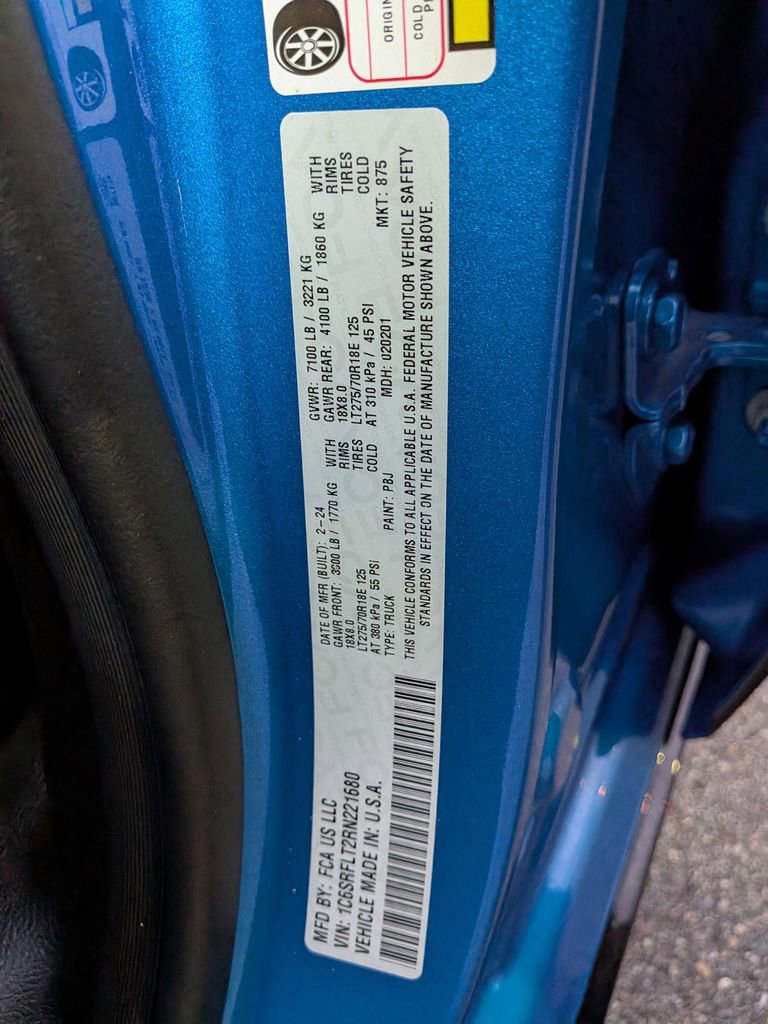 ORIGIN
COLD
MFD BY: FCA US LLC
VIN: 1C6SRFLT2RN221680
VEHICLE MADE IN: U.S.A.
DATE OF MFR (BUILT): 2-24
GVWR: 7100 LB / 3221 KG
GAWR FRONT: 3900 LB / 1770 KG WITH
18X8.0 RIMS
LT275/70R18E 125 TIRES
AT 380 kPa / 55 PSI COLD
GAWR REAR: 4100 LB / 1860 KG WITH
18X8.0 RIMS
LT275/70R18E 125 TIRES
AT 310 kPa / 45 PSI COLD
TYPE: TRUCK PAINT: PBJ MDH: 020201 MKT: 875
THIS VEHICLE CONFORMS TO ALL APPLICABLE U.S.A. FEDERAL MOTOR VEHICLE SAFETY
STANDARDS IN EFFECT ON THE DATE OF MANUFACTURE SHOWN ABOVE.